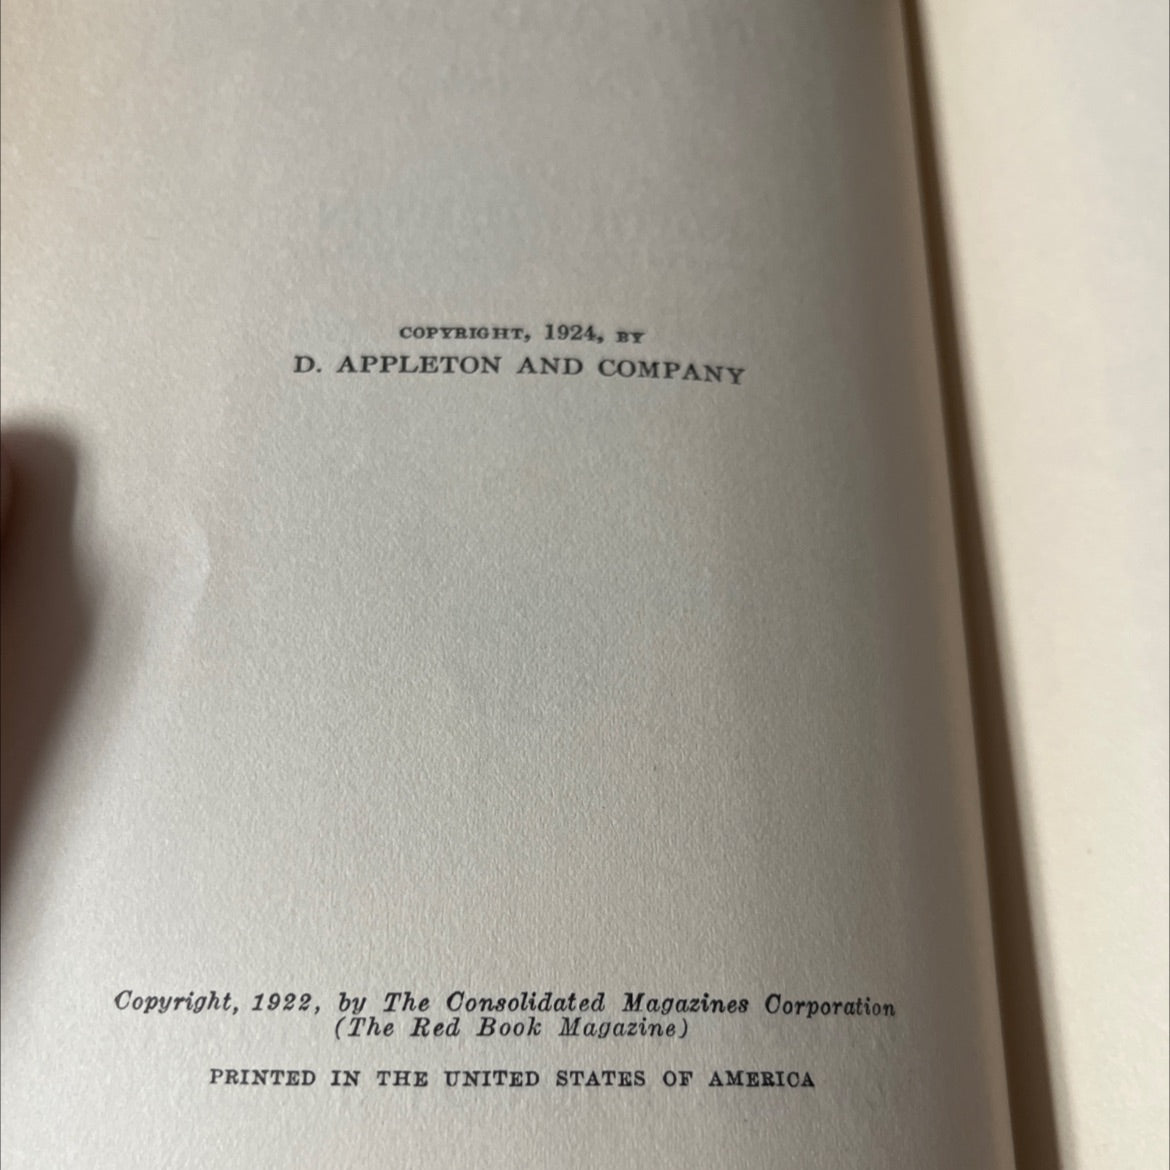 COPYRIGHT, 1924, BY
D. APPLETON AND COMPANY
Copyright, 1922, by The Consolidated Magazines Corporation
(The Red Book Magazine)
PRINTED IN THE UNITED STATES OF AMERICA